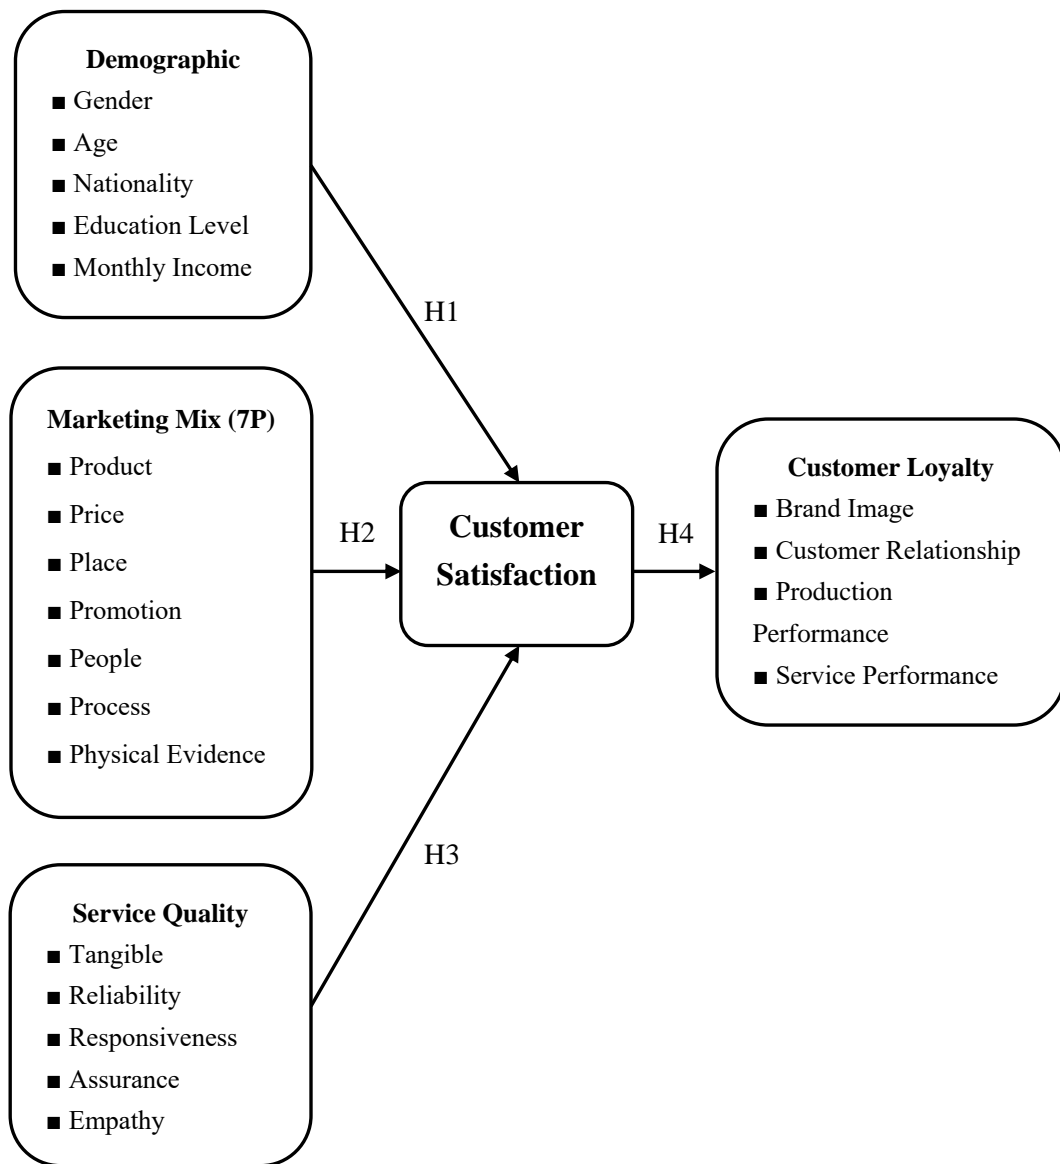 Demographic
■ Gender
■ Age
■ Nationality
■ Education Level
■ Monthly Income
H1
Marketing Mix (7P)
■ Product
■ Price
■ Place
■ Promotion
■ People
■ Process
■ Physical Evidence
H2
Customer
Satisfaction
H4
Customer Loyalty
■ Brand Image
■ Customer Relationship
■ Production
Performance
■ Service Performance
H3
Service Quality
■ Tangible
■ Reliability
■ Responsiveness
■ Assurance
■ Empathy